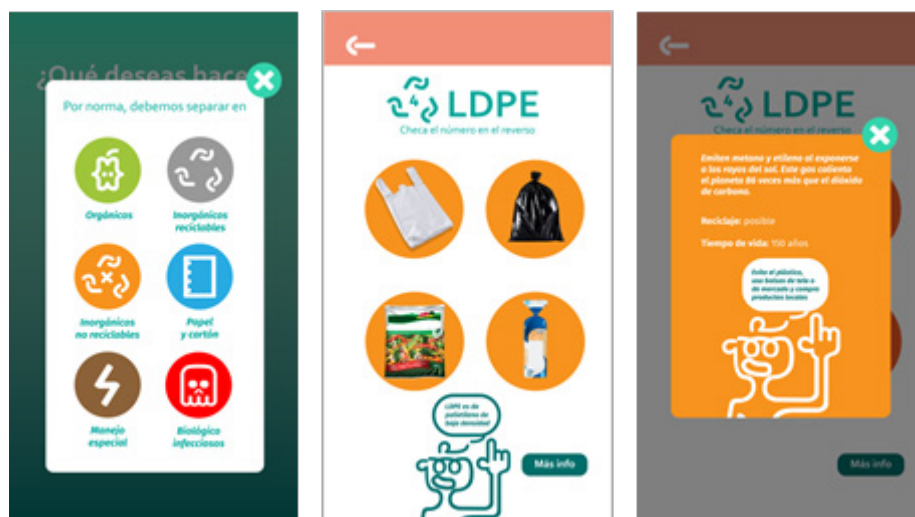 ¿Qué deseas hace
Por norma, debemos separar en
Orgánicos
Inorgánicos
reciclables
Inorgánicos
no reciclables
Papel
y cartón
Manejo
especial
Biológico
infecciosos
4 LDPE
Checa el número en el reverso
LDPE es de
polietileno de
baja densidad
Más info
4 LDPE
Checa el número en el reverso
Emiten metano y etileno al exponerse
a los rayos del sol. Este gas calienta
el planeta 86 veces más que el dióxido
de carbono.
Reciclaje: posible
Tiempo de vida: 150 años
Evita el plástico,
usa bolsas de tela o
de mercado y compra
productos locales
Más info